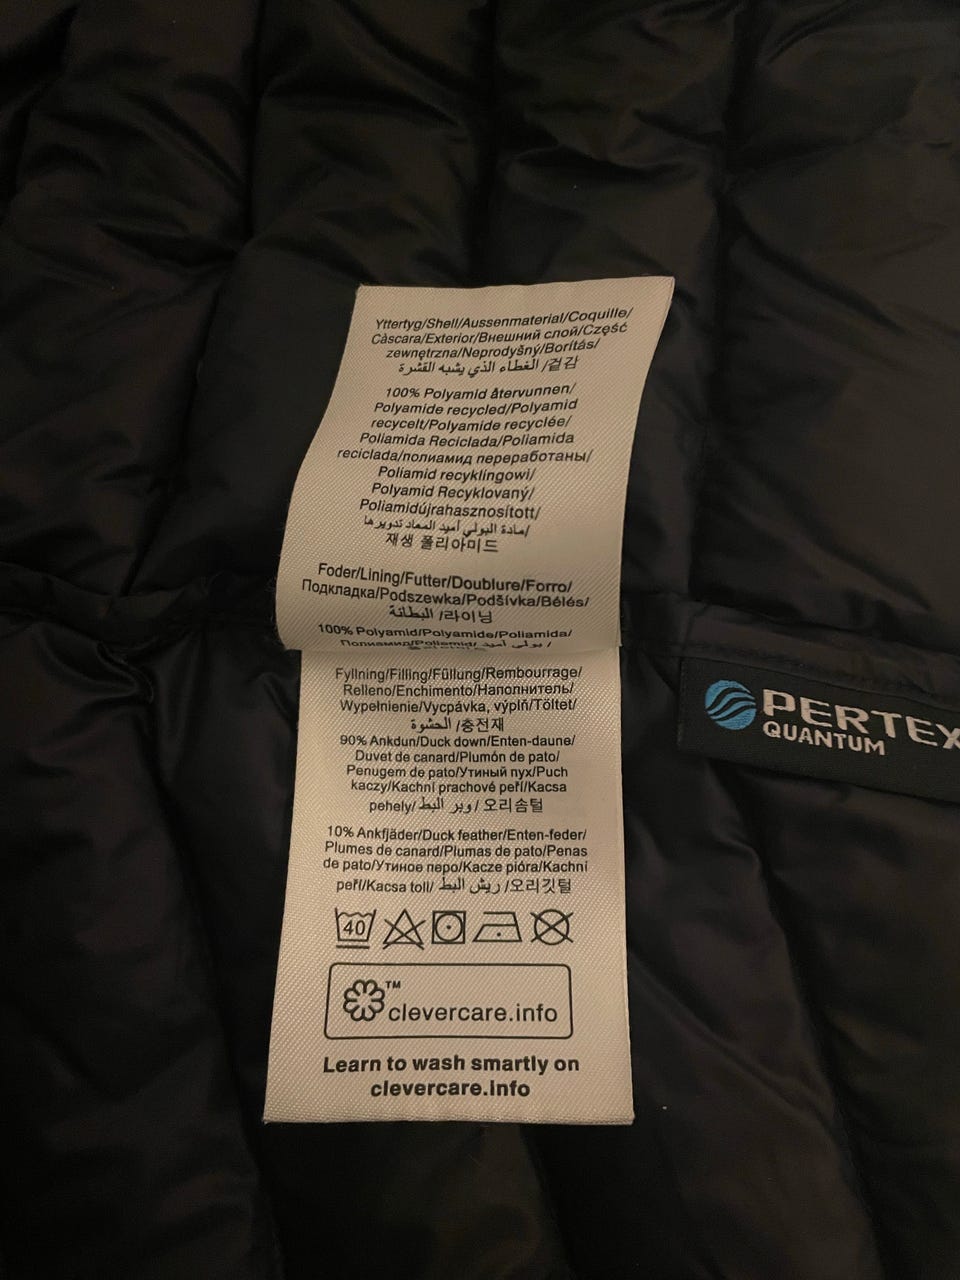 Yttertyg/Shell/Aussenmaterial/Coquille/
Càscara/Exterior/Внешний слой/Część
zewnętrzna/Neprodyšný/Borítás/
겉감/ الغطاء الذي يشبه القشرة
100% Polyamid återvunnen/
Polyamide recycled/Polyamid
recycelt/Polyamide recyclée/
Poliamida Reciclada/Poliamida
reciclada/полиамид переработаны/
Poliamid recyklingowi/
Polyamid Recyklovaný/
Poliamidújrahasznosított/
/مادة البولي أميد المعاد تدويرها
재생 폴리아미드
Foder/Lining/Futter/Doublure/Forro/
Подкладка/Podszewka/Podšívka/Bélés/
라이닝/ البطانة
100% Polyamid/Polyamide/Poliamida/
Полиамид/Poliamid/ بولي أميد /
Fyllning/Filling/Füllung/Rembourrage/
Relleno/Enchimento/Наполнитель/
Wypełnienie/Vycpávka, výplň/Töltet/
충전재/ الحشوة
90% Ankdun/Duck down/Enten-daune/
Duvet de canard/Plumón de pato/
Penugem de pato/Утиный пух/Puch
kaczy/Kachní prachové peří/Kacsa
pehely/ وبر البط / 오리솜털
10% Ankfjäder/Duck feather/Enten-feder/
Plumes de canard/Plumas de pato/Penas
de pato/Утиное перо/Kacze pióra/Kachní
peří/Kacsa toll/ ريش البط /오리깃털
40
™
clevercare.info
Learn to wash smartly on
clevercare.info
PERTEX
QUANTUM